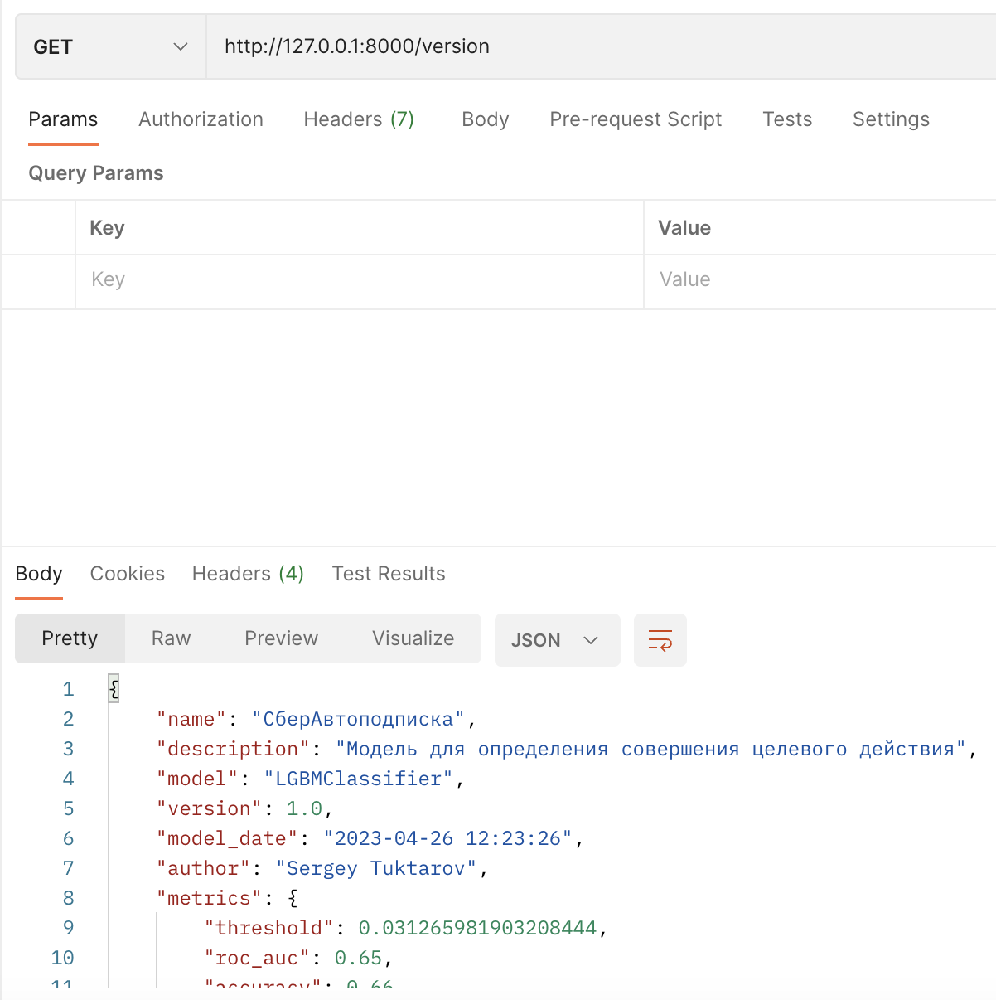 GET http://127.0.0.1:8000/version
Params Authorization Headers (7) Body Pre-request Script Tests Settings
Query Params
Key Value
Key Value
Body Cookies Headers (4) Test Results
Pretty Raw Preview Visualize JSON
1 {
2 "name": "СберАвтоподписка",
3 "description": "Модель для определения совершения целевого действия",
4 "model": "LGBMClassifier",
5 "version": 1.0,
6 "model_date": "2023-04-26 12:23:26",
7 "author": "Sergey Tuktarov",
8 "metrics": {
9 "threshold": 0.031265981903208444,
10 "roc_auc": 0.65,
11 "accuracy": 0.66